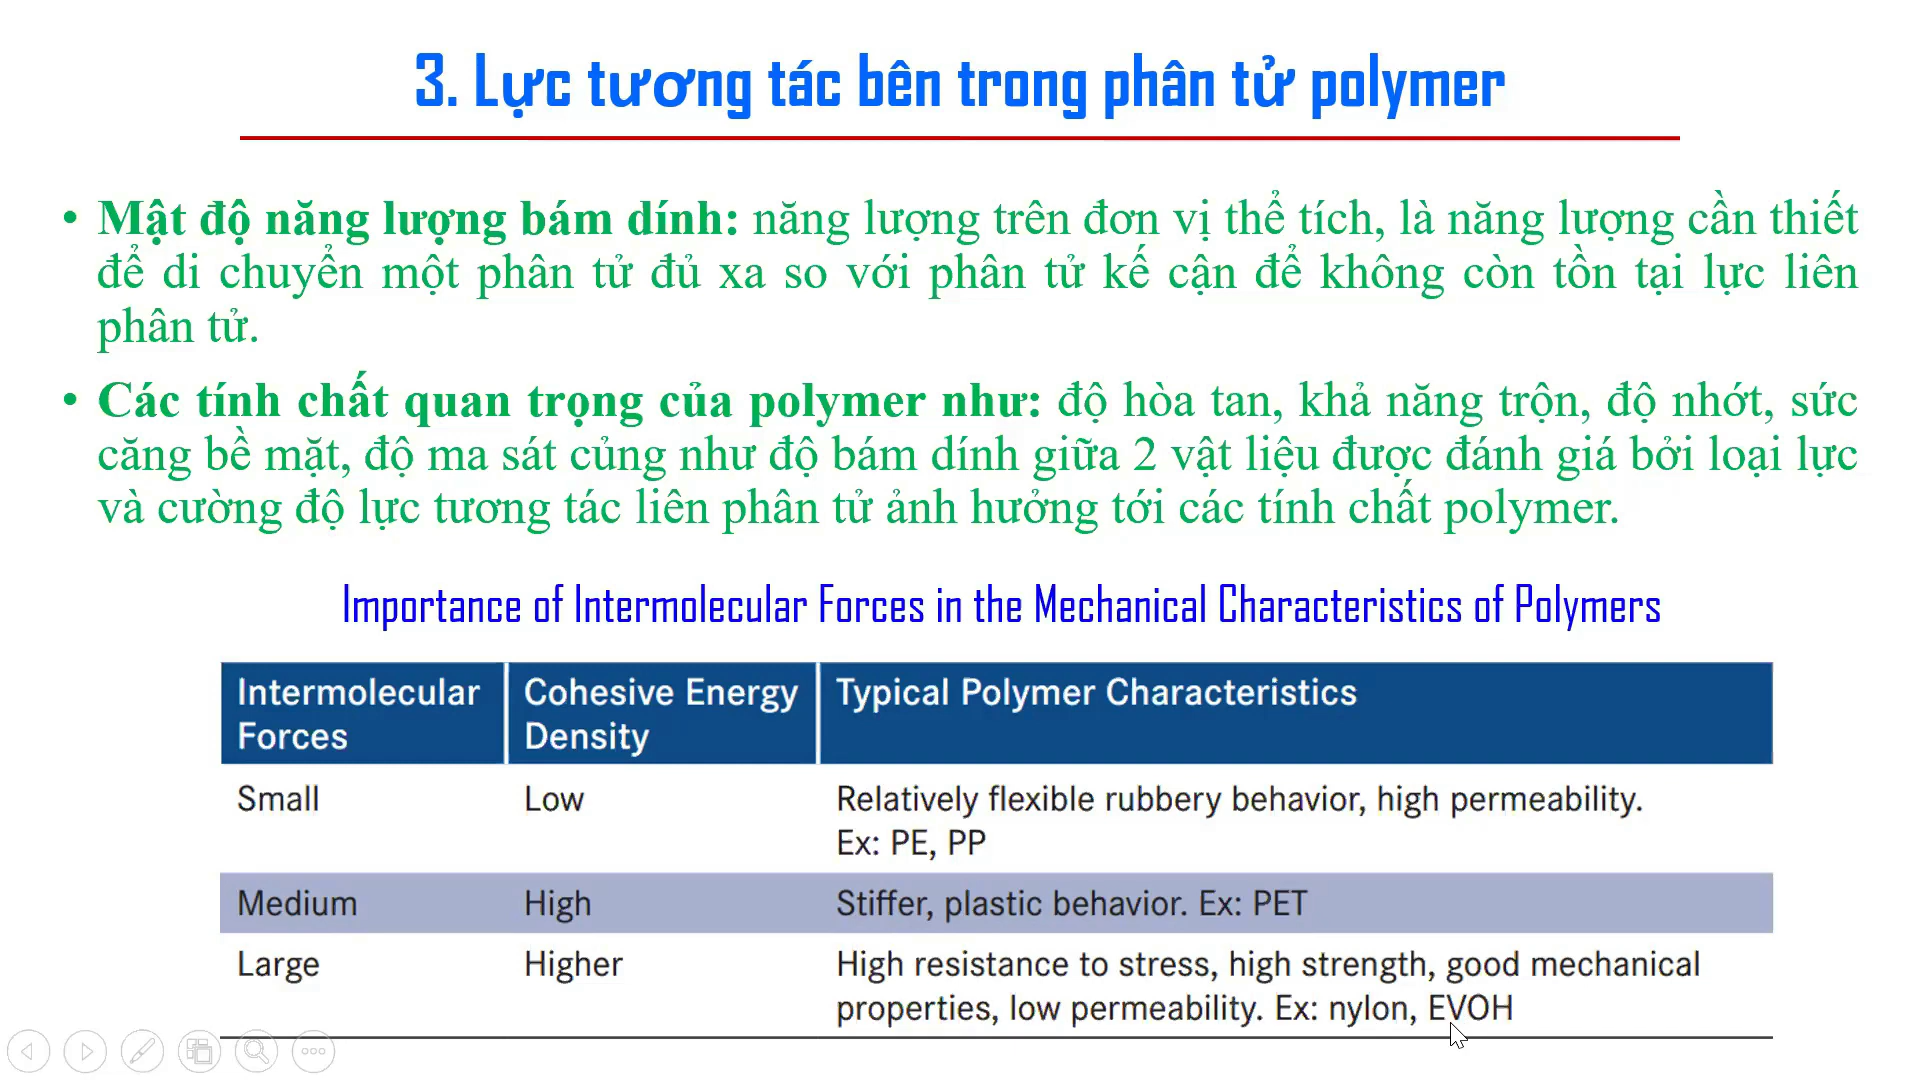 3. Lực tương tác bên trong phân tử polymer
• Mật độ năng lượng bám dính: năng lượng trên đơn vị thể tích, là năng lượng cần thiết
để di chuyển một phân tử đủ xa so với phân tử kế cận để không còn tồn tại lực liên
phân tử.
• Các tính chất quan trọng của polymer như: độ hòa tan, khả năng trộn, độ nhớt, sức
căng bề mặt, độ ma sát củng như độ bám dính giữa 2 vật liệu được đánh giá bởi loại lực
và cường độ lực tương tác liên phân tử ảnh hưởng tới các tính chất polymer.
Importance of Intermolecular Forces in the Mechanical Characteristics of Polymers
Intermolecular Forces
Cohesive Energy Density
Typical Polymer Characteristics
Small
Low
Relatively flexible rubbery behavior, high permeability.
Ex: PE, PP
Medium
High
Stiffer, plastic behavior. Ex: PET
Large
Higher
High resistance to stress, high strength, good mechanical
properties, low permeability. Ex: nylon, EVOH